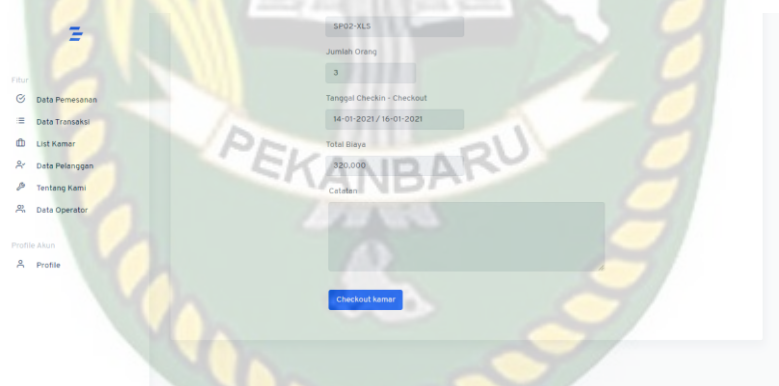 Fitur
Data Pemesanan
Data Transaksi
List Kamar
Data Pelanggan
Tentang Kami
Data Operator
Profile Akun
Profile
SP02-XLS
Jumlah Orang
3
Tanggal Checkin - Checkout
14-01-2021 / 16-01-2021
Total Biaya
320.000
Catatan
Checkout kamar
PEKANBARU